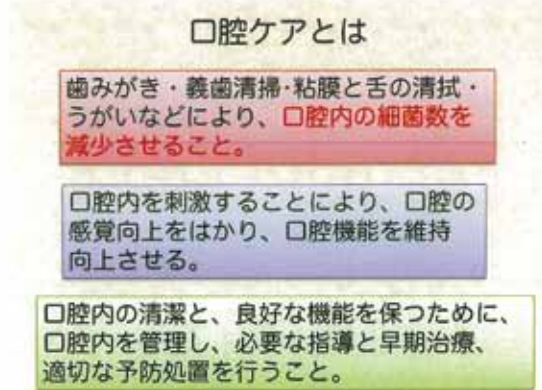 口腔ケアとは
歯みがき・義歯清掃・粘膜と舌の清拭・
うがいなどにより、口腔内の細菌数を
減少させること。
口腔内を刺激することにより、口腔の
感覚向上をはかり、口腔機能を維持
向上させる。
口腔内の清潔と、良好な機能を保つために、
口腔内を管理し、必要な指導と早期治療、
適切な予防処置を行うこと。